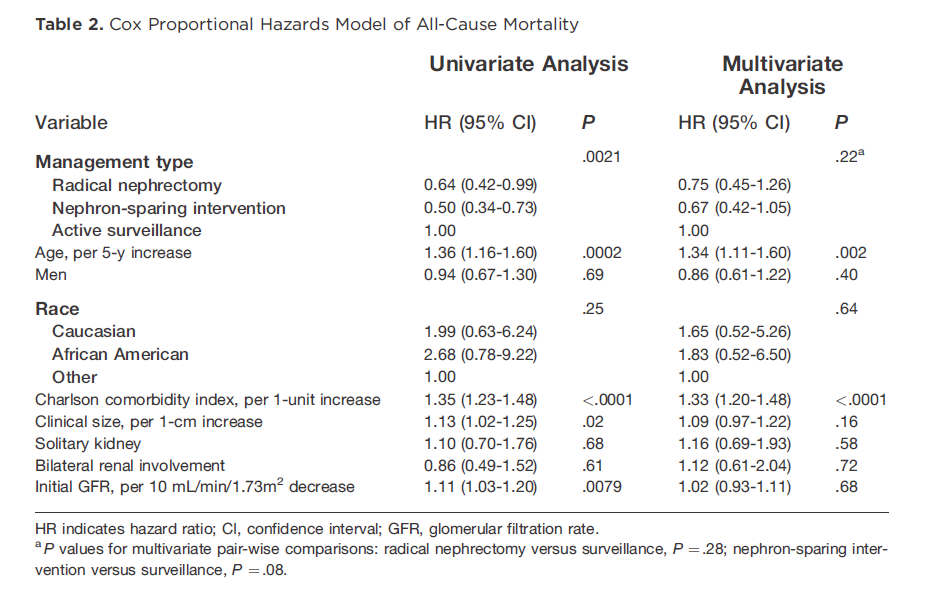 Table 2. Cox Proportional Hazards Model of All-Cause Mortality
Univariate Analysis Multivariate Analysis
Variable HR (95% CI) P HR (95% CI) P
Management type .0021 .22a
Radical nephrectomy 0.64 (0.42-0.99) 0.75 (0.45-1.26)
Nephron-sparing intervention 0.50 (0.34-0.73) 0.67 (0.42-1.05)
Active surveillance 1.00 1.00
Age, per 5-y increase 1.36 (1.16-1.60) .0002 1.34 (1.11-1.60) .002
Men 0.94 (0.67-1.30) .69 0.86 (0.61-1.22) .40
Race .25 .64
Caucasian 1.99 (0.63-6.24) 1.65 (0.52-5.26)
African American 2.68 (0.78-9.22) 1.83 (0.52-6.50)
Other 1.00 1.00
Charlson comorbidity index, per 1-unit increase 1.35 (1.23-1.48) <.0001 1.33 (1.20-1.48) <.0001
Clinical size, per 1-cm increase 1.13 (1.02-1.25) .02 1.09 (0.97-1.22) .16
Solitary kidney 1.10 (0.70-1.76) .68 1.16 (0.69-1.93) .58
Bilateral renal involvement 0.86 (0.49-1.52) .61 1.12 (0.61-2.04) .72
Initial GFR, per 10 mL/min/1.73m2 decrease 1.11 (1.03-1.20) .0079 1.02 (0.93-1.11) .68
HR indicates hazard ratio; CI, confidence interval; GFR, glomerular filtration rate.
a P values for multivariate pair-wise comparisons: radical nephrectomy versus surveillance, P = .28; nephron-sparing inter-
vention versus surveillance, P = .08.